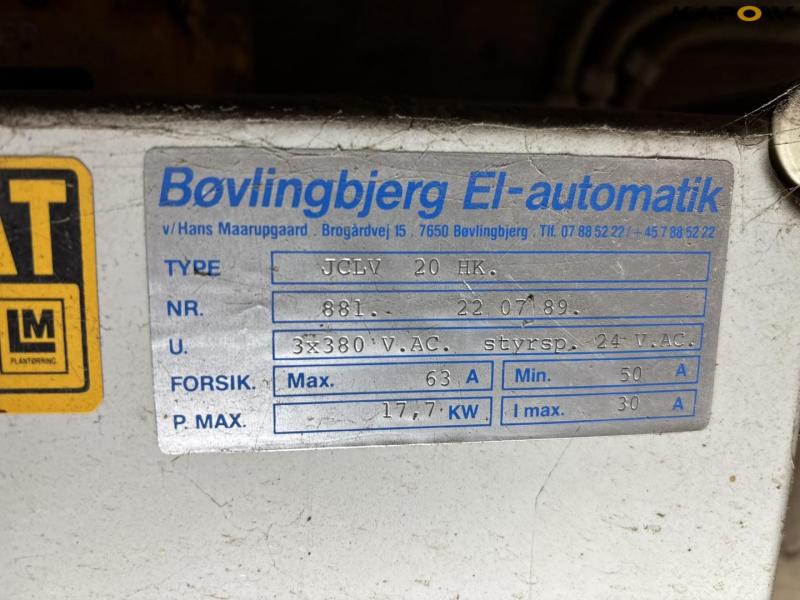 Bøvlingbjerg El-automatik
v/Hans Maarupgaard . Brogårdvej 15 . 7650 Bøvlingbjerg . Tlf. 07 88 52 22 / +45 7 88 52 22
TYPE JCLV 20 HK.
NR. 881. 22 07 89.
U. 3x380 V.AC. styrsp. 24 V.AC.
FORSIK. Max. 63 A Min. 50 A
P. MAX. 17,7 KW I max. 30 A
AT
LM
PLANTØRRING